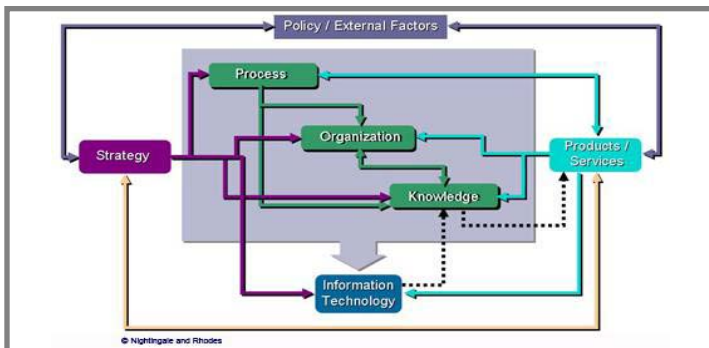 Policy / External Factors
Process
Organization
Strategy
Products /
Services
Knowledge
Information
Technology
© Nightingale and Rhodes